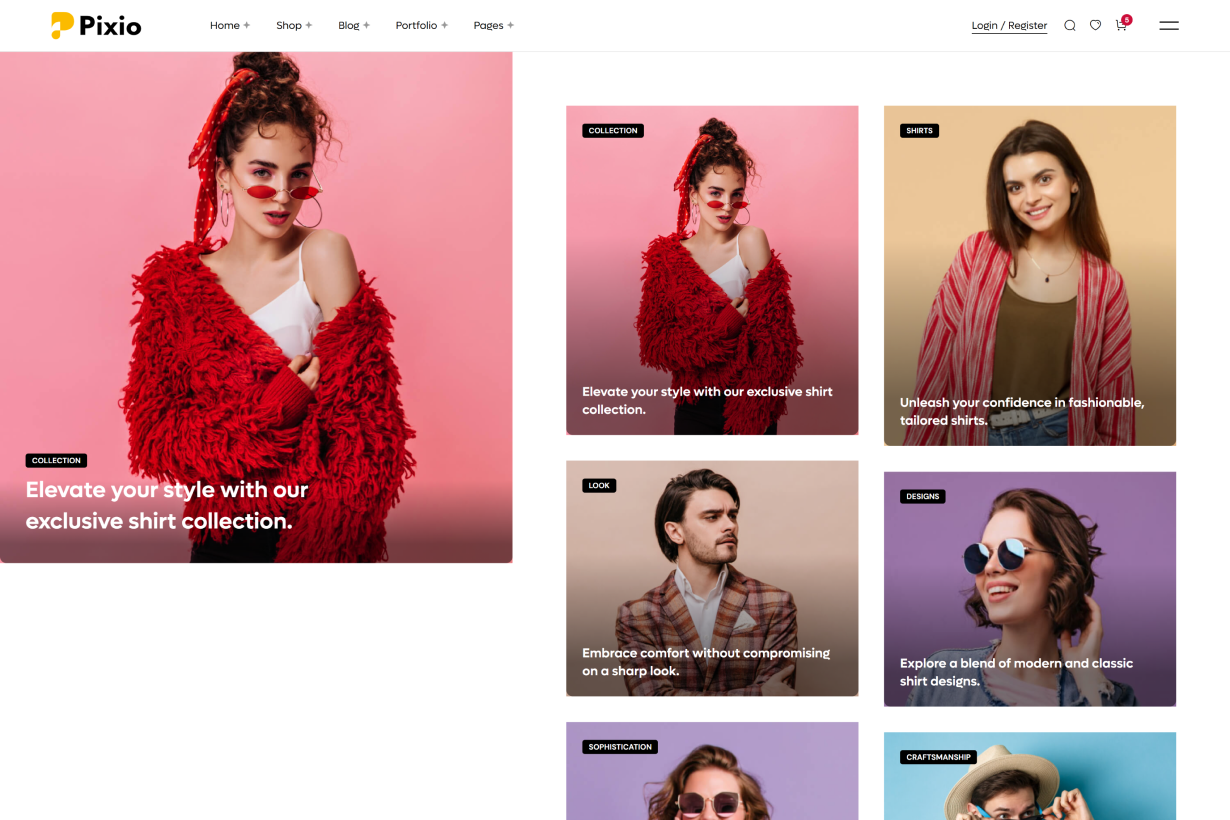 Pixio
Home
Shop
Blog
Portfolio
Pages
Login / Register
5
COLLECTION
Elevate your style with our
exclusive shirt collection.
COLLECTION
Elevate your style with our exclusive shirt
collection.
SHIRTS
Unleash your confidence in fashionable,
tailored shirts.
LOOK
Embrace comfort without compromising
on a sharp look.
DESIGNS
Explore a blend of modern and classic
shirt designs.
SOPHISTICATION
CRAFTSMANSHIP